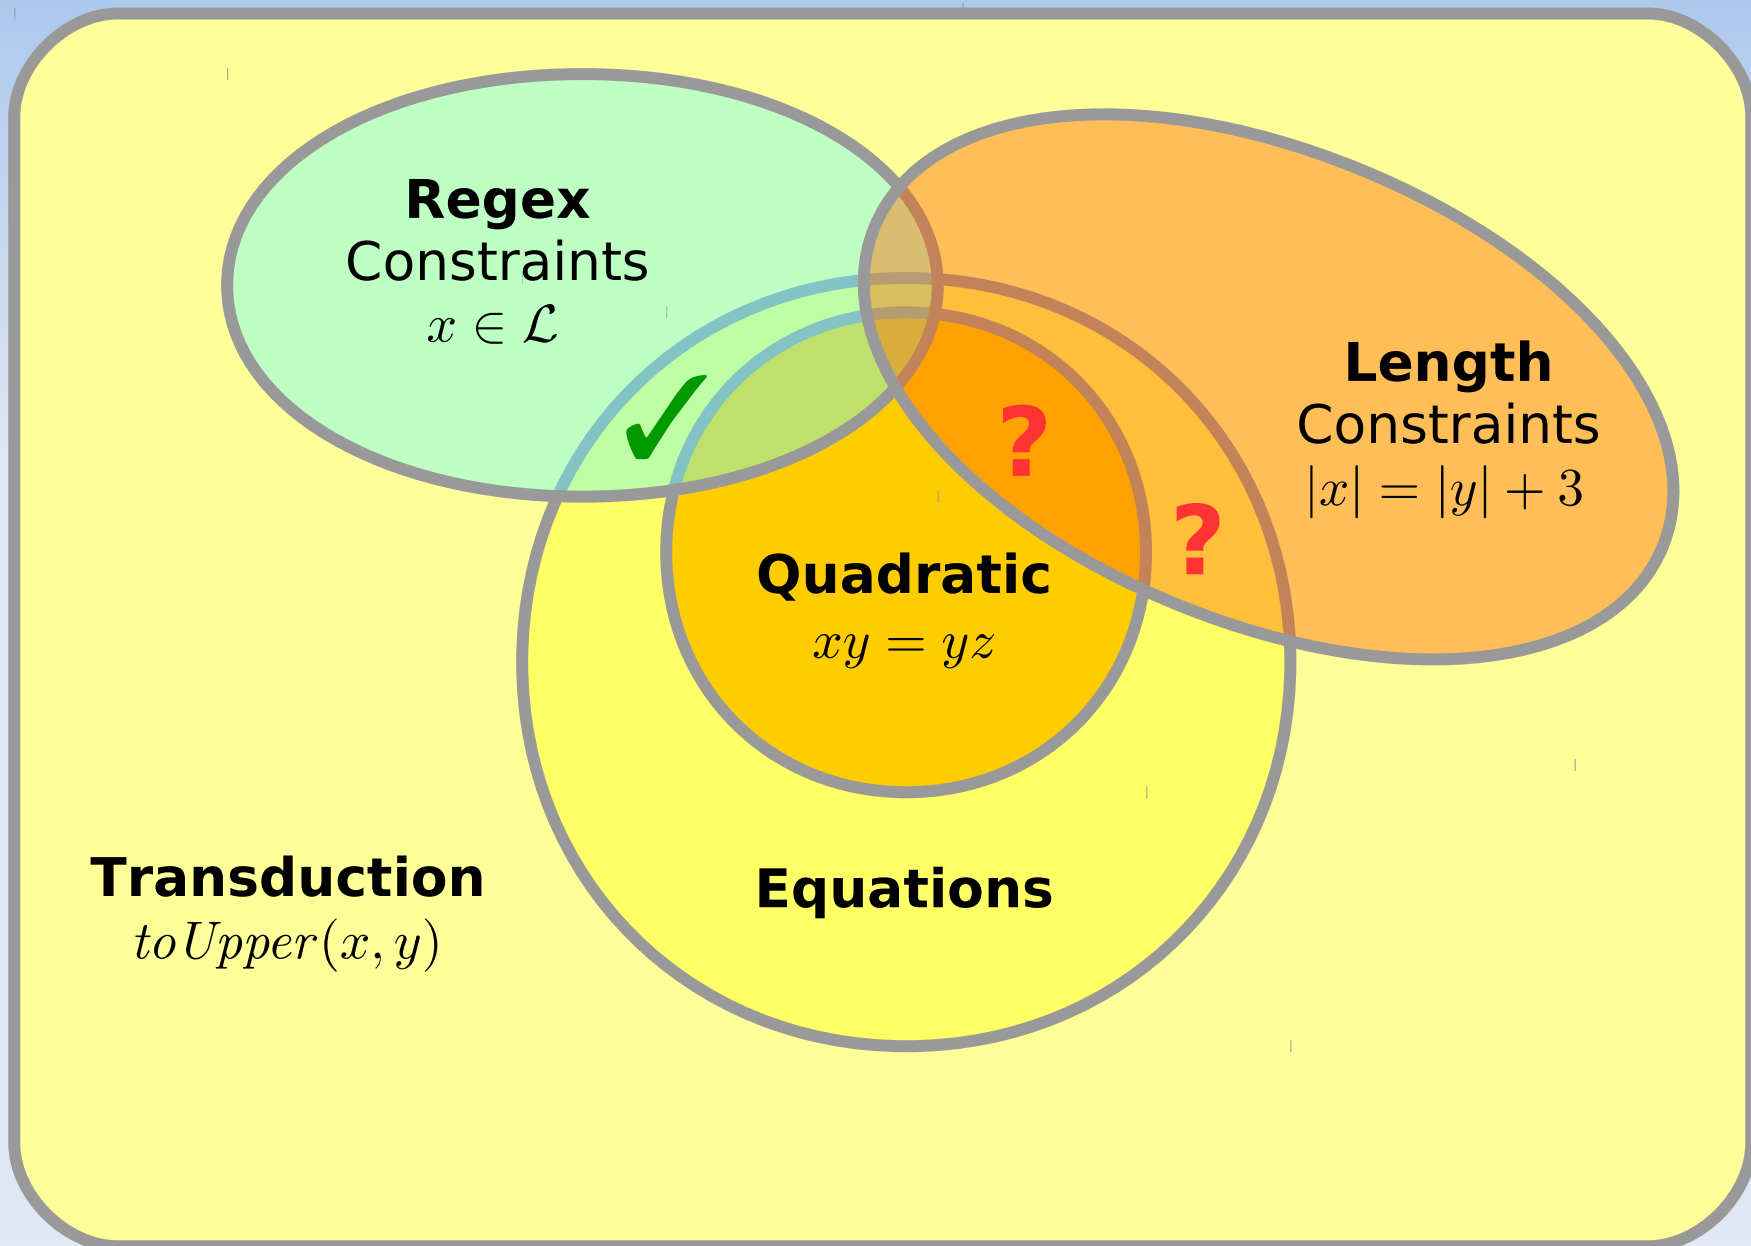 Regex
Constraints
x ∈ ℒ
✓
Length
Constraints
|x| = |y| + 3
?
?
Quadratic
xy = yz
Transduction
toUpper(x, y)
Equations